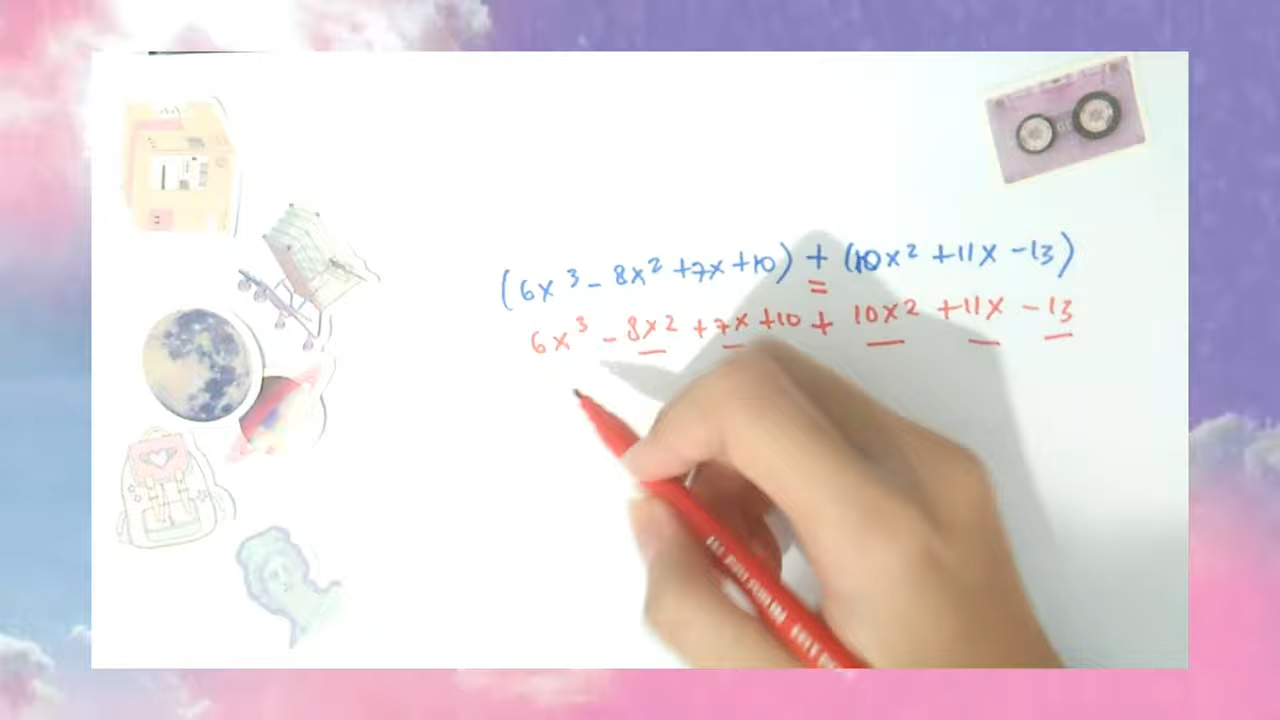 (6x³ - 8x² + 7x + 10) + (10x² + 11x - 13)
6x³ - 8x2 + 7x + 10 + 10x2 + 11x - 13